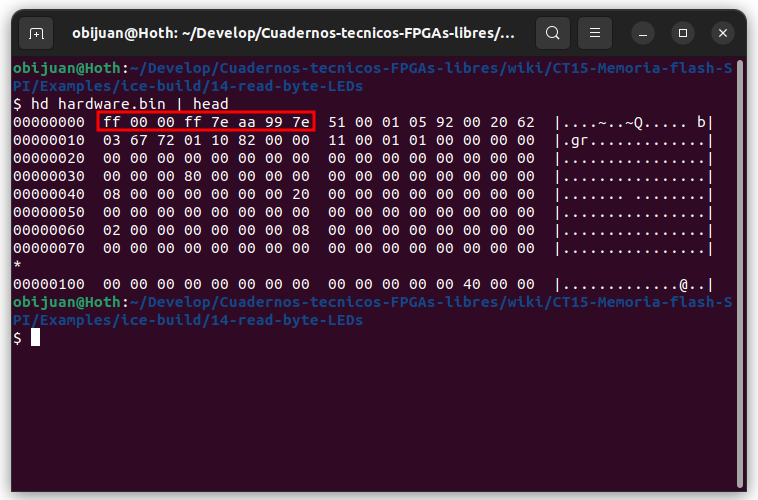 obijuan@Hoth: ~/Develop/Cuadernos-tecnicos-FPGAs-libres/...
obijuan@Hoth:~/Develop/Cuadernos-tecnicos-FPGAs-libres/wiki/CT15-Memoria-flash-S
PI/Examples/ice-build/14-read-byte-LEDs
$ hd hardware.bin | head
00000000  ff 00 00 ff 7e aa 99 7e  51 00 01 05 92 00 20 62  |....~..~Q..... b|
00000010  03 67 72 01 10 82 00 00  11 00 01 01 00 00 00 00  |.gr.............|
00000020  00 00 00 00 00 00 00 00  00 00 00 00 00 00 00 00  |................|
00000030  00 00 00 80 00 00 00 00  00 00 00 00 00 00 00 00  |................|
00000040  08 00 00 00 00 00 00 20  00 00 00 00 00 00 00 00  |....... ........|
00000050  00 00 00 00 00 00 00 00  00 00 00 00 00 00 00 00  |................|
00000060  02 00 00 00 00 00 00 08  00 00 00 00 00 00 00 00  |................|
00000070  00 00 00 00 00 00 00 00  00 00 00 00 00 00 00 00  |................|
*
00000100  00 00 00 00 00 00 00 00  00 00 00 00 00 40 00 00  |.............@..|
obijuan@Hoth:~/Develop/Cuadernos-tecnicos-FPGAs-libres/wiki/CT15-Memoria-flash-S
PI/Examples/ice-build/14-read-byte-LEDs
$